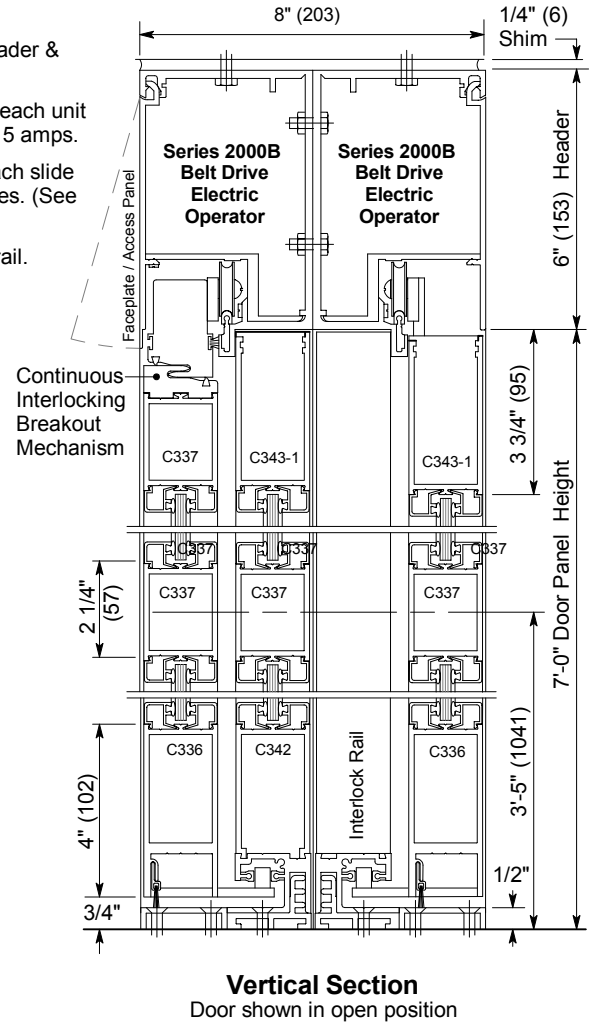 ader &
each unit
5 amps.
ach slide
es. (See
rail.
8" (203)
1/4" (6)
Shim
Series 2000B
Belt Drive
Electric
Operator
Series 2000B
Belt Drive
Electric
Operator
Faceplate / Access Panel
6" (153) Header
Continuous
Interlocking
Breakout
Mechanism
C337
C343-1
C343-1
3 3/4" (95)
C337
C337
C337
2 1/4"
(57)
C337
C337
C337
7'-0" Door Panel Height
3'-5" (1041)
C336
C342
Interlock Rail
C336
4" (102)
3/4"
1/2"
Vertical Section
Door shown in open position